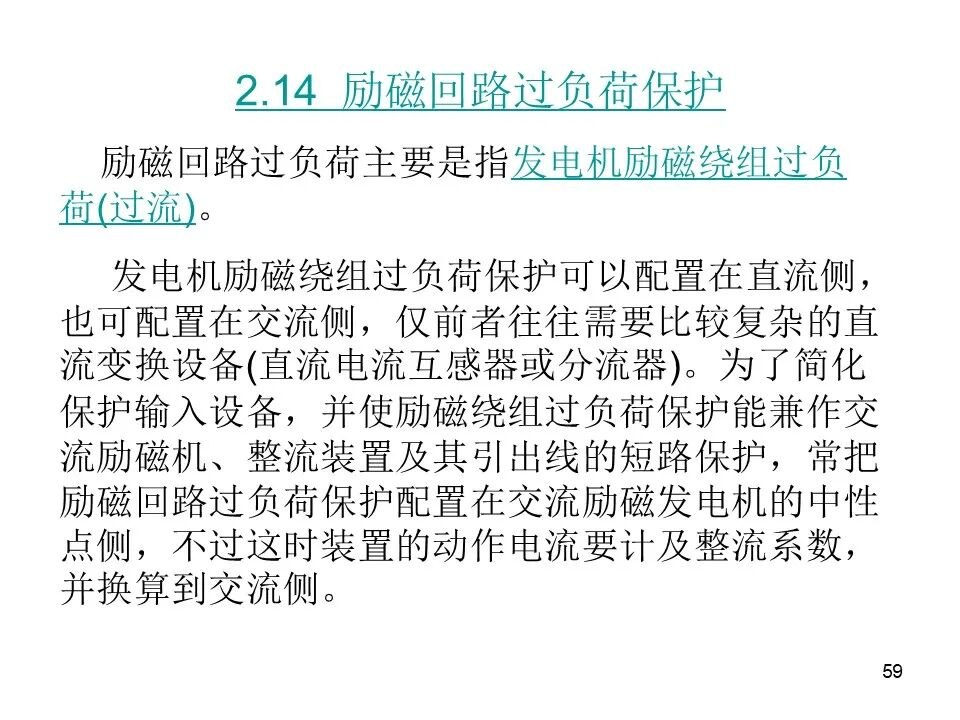 2.14 励磁回路过负荷保护
励磁回路过负荷主要是指发电机励磁绕组过负
荷(过流)。
发电机励磁绕组过负荷保护可以配置在直流侧，
也可配置在交流侧，仅前者往往需要比较复杂的直
流变换设备(直流电流互感器或分流器)。为了简化
保护输入设备，并使励磁绕组过负荷保护能兼作交
流励磁机、整流装置及其引出线的短路保护，常把
励磁回路过负荷保护配置在交流励磁发电机的中性
点侧，不过这时装置的动作电流要计及整流系数，
并换算到交流侧。
59